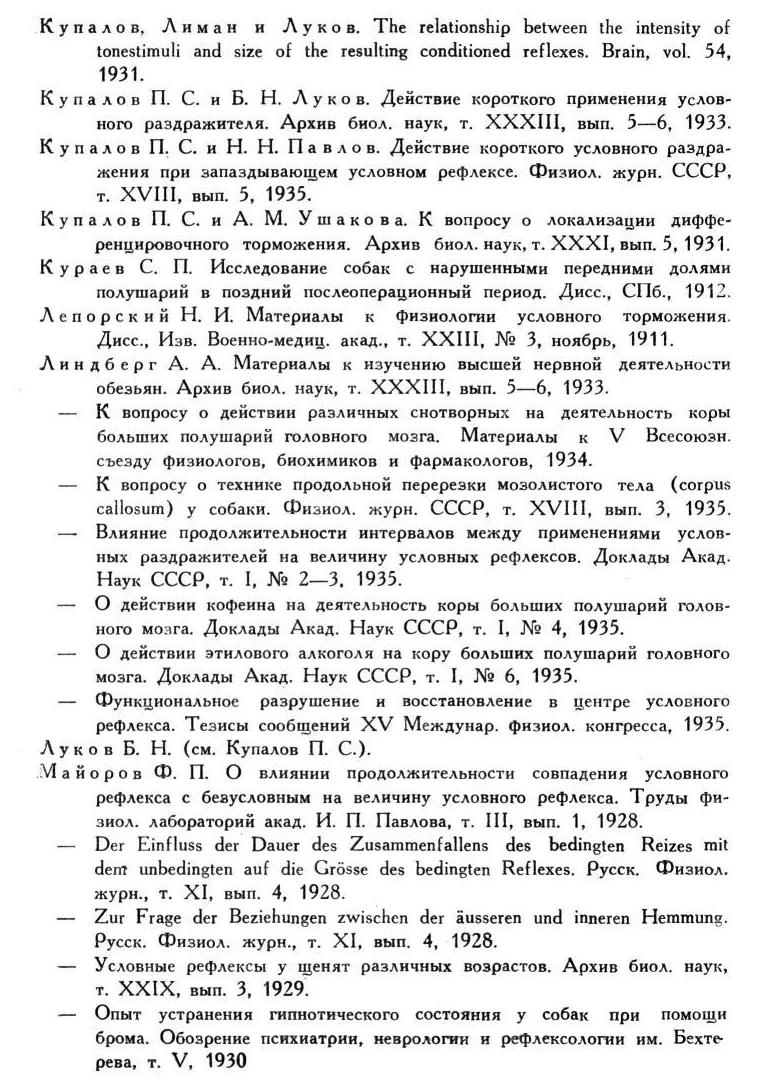 Купалов, Лиман и Луков. The relationship between the intensity of
tonestimuli and size of the resulting conditioned reflexes. Brain, vol. 54,
1931.
Купалов П. С. и Б. Н. Луков. Действие короткого применения услов-
ного раздражителя. Архив биол. наук, т. XXXIII, вып. 5—6, 1933.
Купалов П. С. и Н. Н. Павлов. Действие короткого условного раздра-
жения при запаздывающем условном рефлексе. Физиол. журн. СССР,
т. XVIII, вып. 5, 1935.
Купалов П. С. и А. М. Ушакова. К вопросу о локализации диффе-
ренцировочного торможения. Архив биол. наук, т. XXXI, вып. 5, 1931.
Кураев С. П. Исследование собак с нарушенными передними долями
полушарий в поздний послеоперационный период. Дисс., СПб., 1912.
Лепорский Н. И. Материалы к физиологии условного торможения.
Дисс., Изв. Военно-медиц. акад., т. XXIII, № 3, ноябрь, 1911.
Линдберг А. А. Материалы к изучению высшей нервной деятельности
обезьян. Архив биол. наук, т. XXXIII, вып. 5—6, 1933.
— К вопросу о действии различных снотворных на деятельность коры
больших полушарий головного мозга. Материалы к V Всесоюзн.
съезду физиологов, биохимиков и фармакологов, 1934.
— К вопросу о технике продольной перерезки мозолистого тела (corpus
callosum) у собаки. Физиол. журн. СССР, т. XVIII, вып. 3, 1935.
— Влияние продолжительности интервалов между применениями услов-
ных раздражителей на величину условных рефлексов. Доклады Акад.
Наук СССР, т. I, № 2—3, 1935.
— О действии кофеина на деятельность коры больших полушарий голов-
ного мозга. Доклады Акад. Наук СССР, т. I, № 4, 1935.
— О действии этилового алкоголя на кору больших полушарий головного
мозга. Доклады Акад. Наук СССР, т. I, № 6, 1935.
— Функциональное разрушение и восстановление в центре условного
рефлекса. Тезисы сообщений XV Междунар. физиол. конгресса, 1935.
Луков Б. Н. (см. Купалов П. С.).
Майоров Ф. П. О влиянии продолжительности совпадения условного
рефлекса с безусловным на величину условного рефлекса. Труды фи-
зиол. лабораторий акад. И. П. Павлова, т. III, вып. 1, 1928.
— Der Einfluss der Dauer des Zusammenfallens des bedingten Reizes mit
dem unbedingten auf die Grösse des bedingten Reflexes. Русск. Физиол.
журн., т. XI, вып. 4, 1928.
— Zur Frage der Beziehungen zwischen der äusseren und inneren Hemmung.
Русск. Физиол. журн., т. XI, вып. 4, 1928.
— Условные рефлексы у щенят различных возрастов. Архив биол. наук,
т. XXIX, вып. 3, 1929.
— Опыт устранения гипнотического состояния у собак при помощи
брома. Обозрение психиатрии, неврологии и рефлексологии им. Бехте-
рева, т. V, 1930